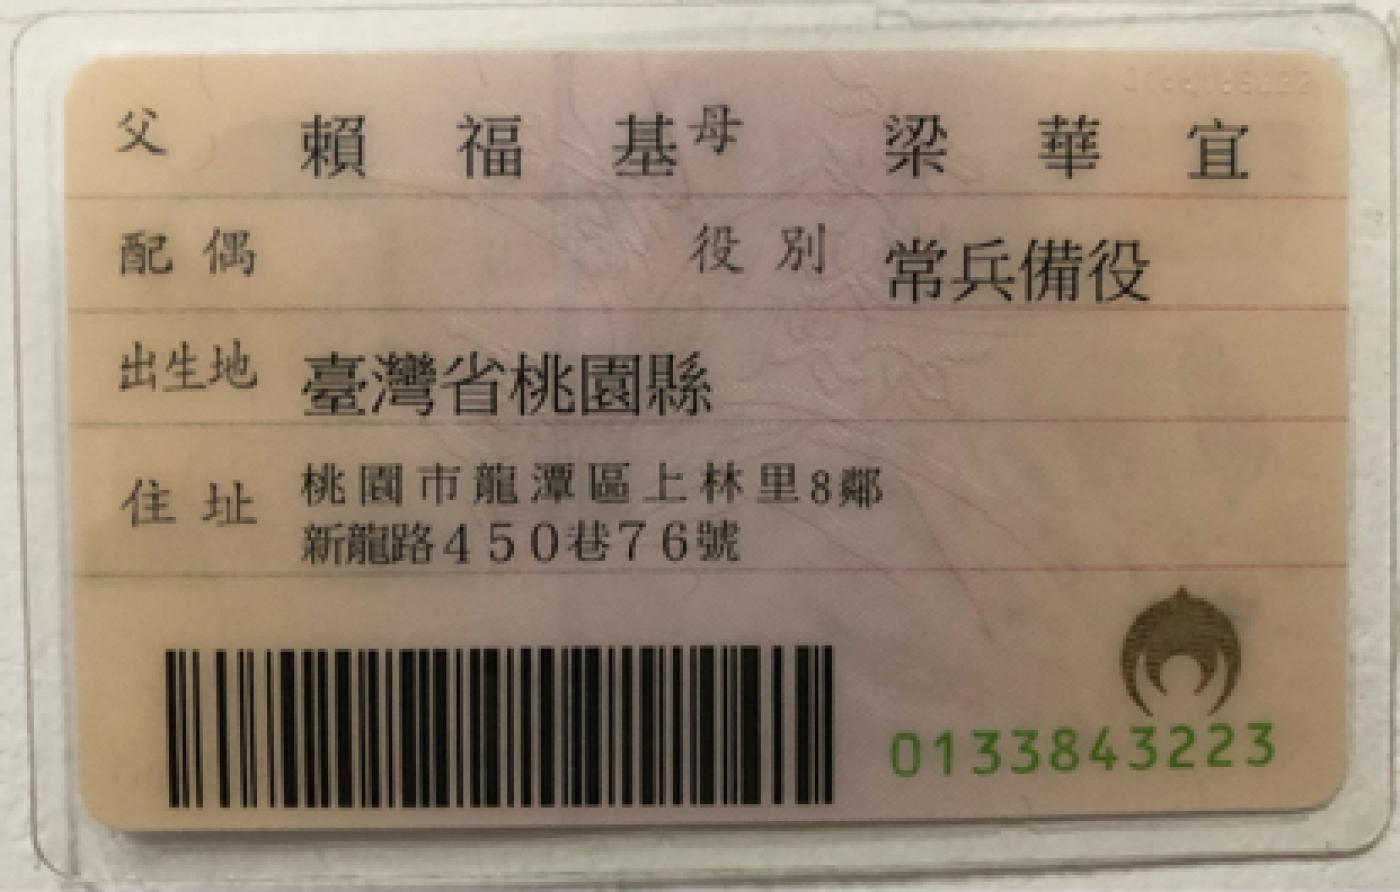 父 賴福基 母 梁華宜
配偶 役別 常兵備役
出生地 臺灣省桃園縣
住址 桃園市龍潭區上林里8鄰
新龍路450巷76號
0133843223